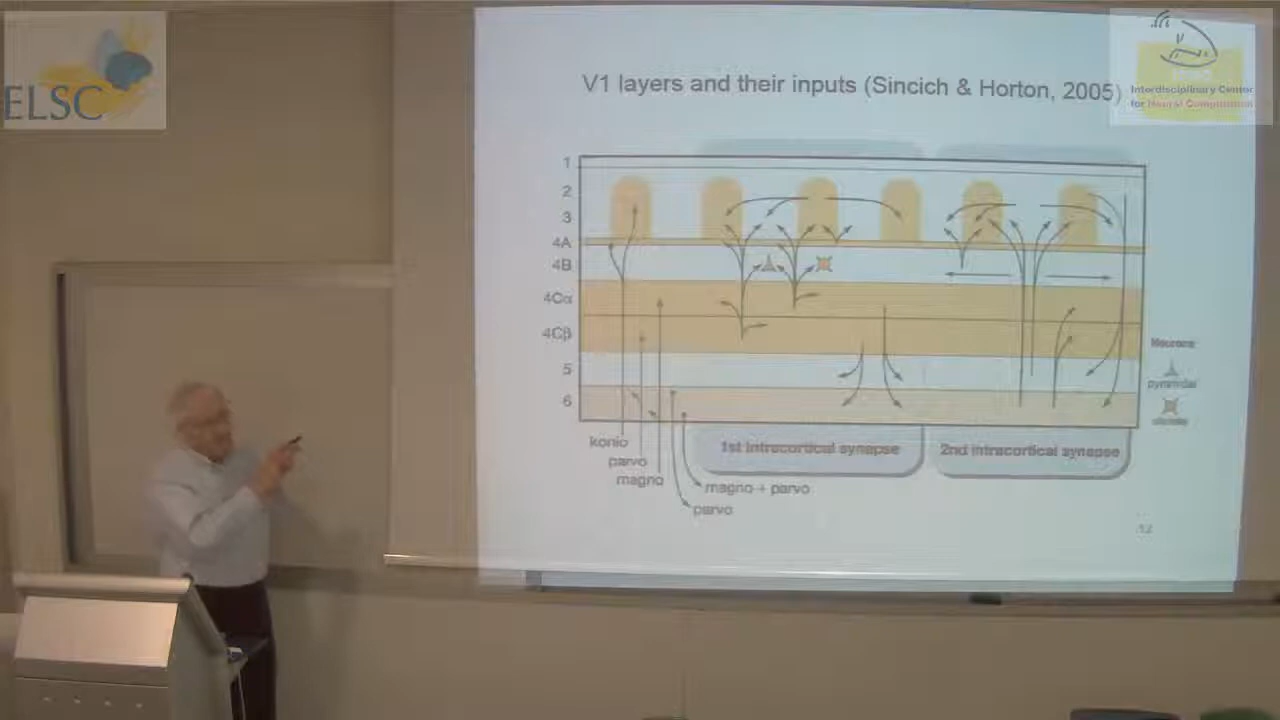 ELSC
Interdisciplinary Center
for Neural Computation
V1 layers and their inputs (Sincich & Horton, 2005)
1
2
3
4A
4B
4Cα
4Cβ
5
6
Neurons
pyramidal
konio
parvo
magno
1st intracortical synapse
2nd intracortical synapse
magno + parvo
parvo
12